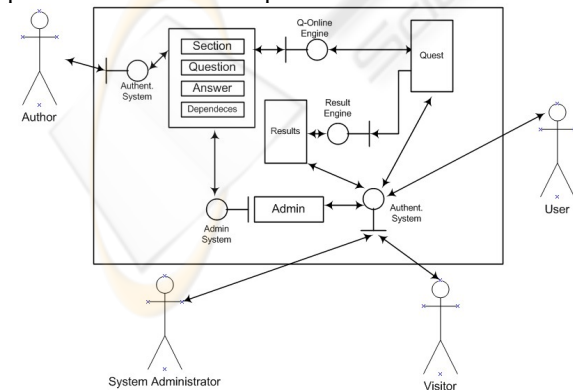 Q-Online
Engine
Section
Question
Answer
Dependeces
Authent.
System
Quest
Author
Result
Engine
Results
User
Admin
Authent.
System
Admin
System
System Administrator
Visitor